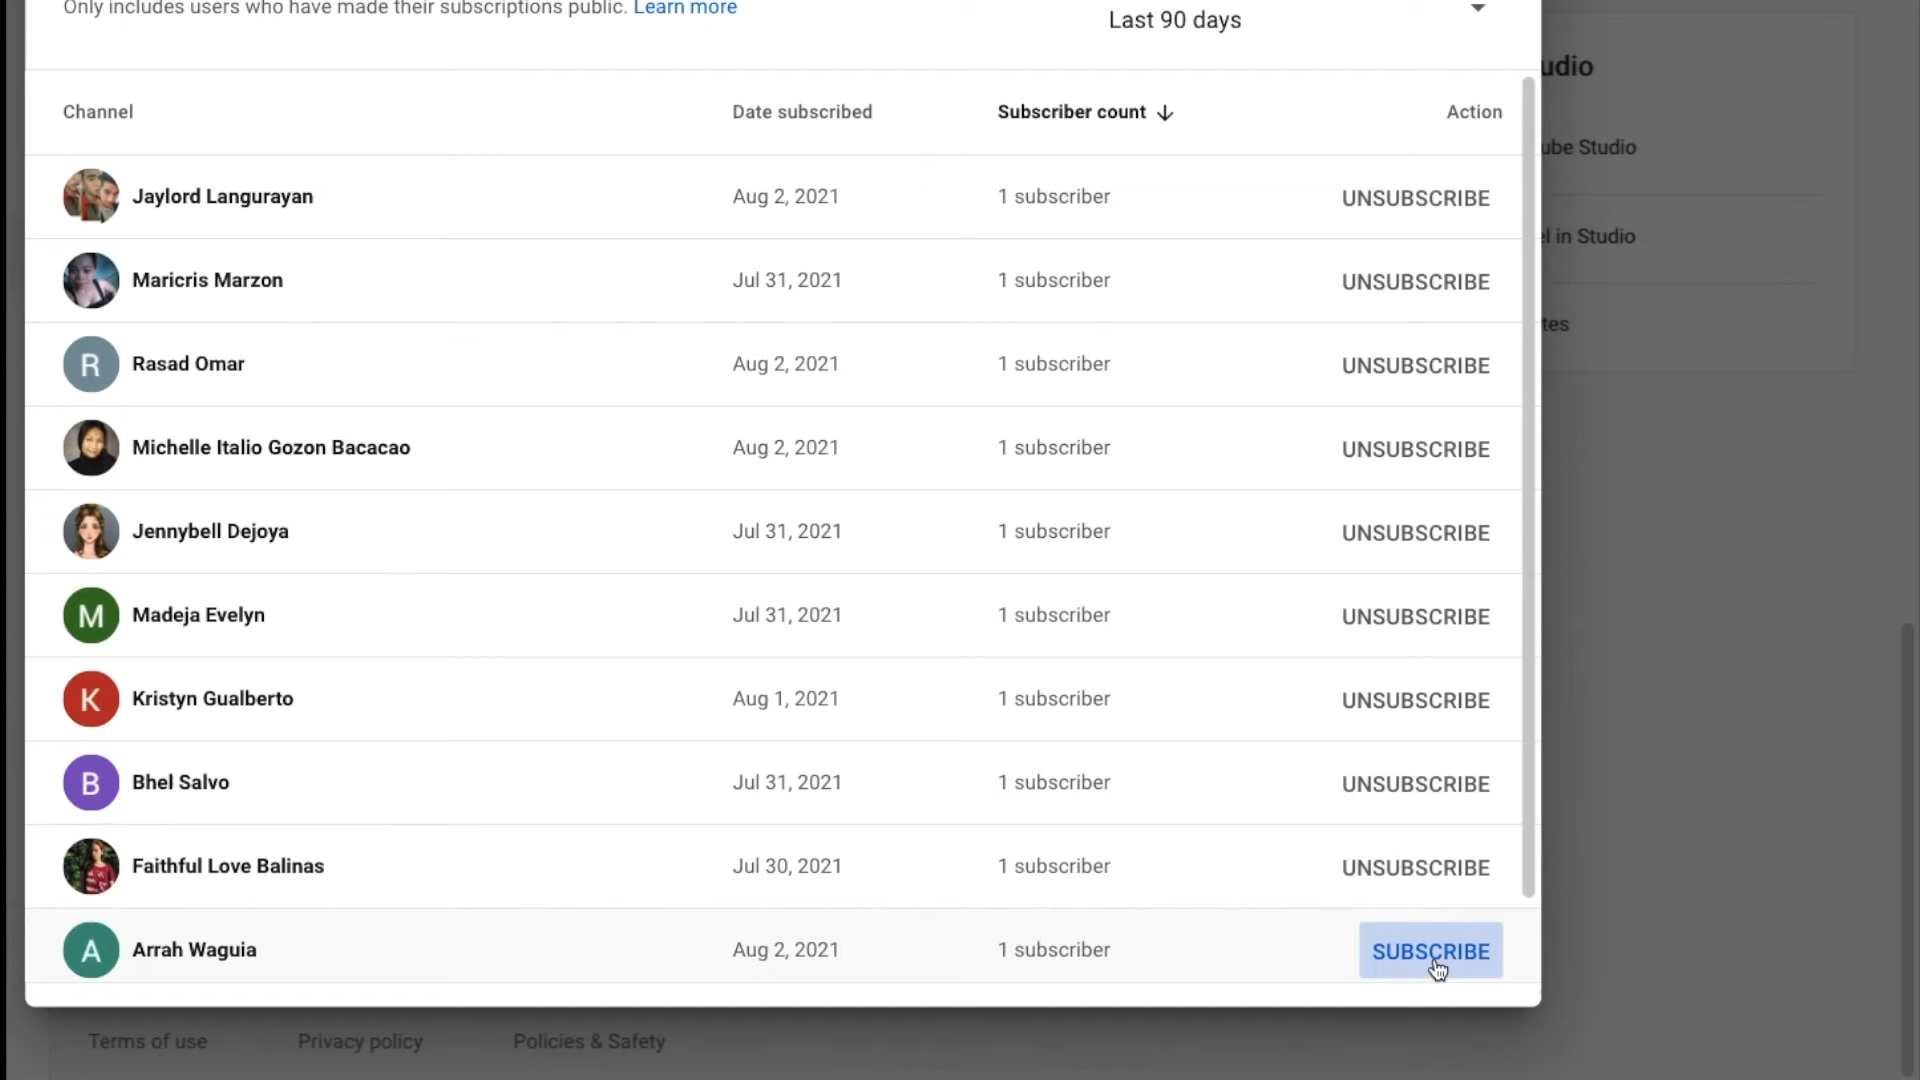 Only includes users who have made their subscriptions public. Learn more
Last 90 days
Channel Date subscribed Subscriber count Action
Jaylord Langurayan Aug 2, 2021 1 subscriber UNSUBSCRIBE
Maricris Marzon Jul 31, 2021 1 subscriber UNSUBSCRIBE
R Rasad Omar Aug 2, 2021 1 subscriber UNSUBSCRIBE
Michelle Italio Gozon Bacacao Aug 2, 2021 1 subscriber UNSUBSCRIBE
Jennybell Dejoya Jul 31, 2021 1 subscriber UNSUBSCRIBE
M Madeja Evelyn Jul 31, 2021 1 subscriber UNSUBSCRIBE
K Kristyn Gualberto Aug 1, 2021 1 subscriber UNSUBSCRIBE
B Bhel Salvo Jul 31, 2021 1 subscriber UNSUBSCRIBE
Faithful Love Balinas Jul 30, 2021 1 subscriber UNSUBSCRIBE
A Arrah Waguia Aug 2, 2021 1 subscriber SUBSCRIBE
udio
ube Studio
el in Studio
tes
Terms of use Privacy policy Policies & Safety